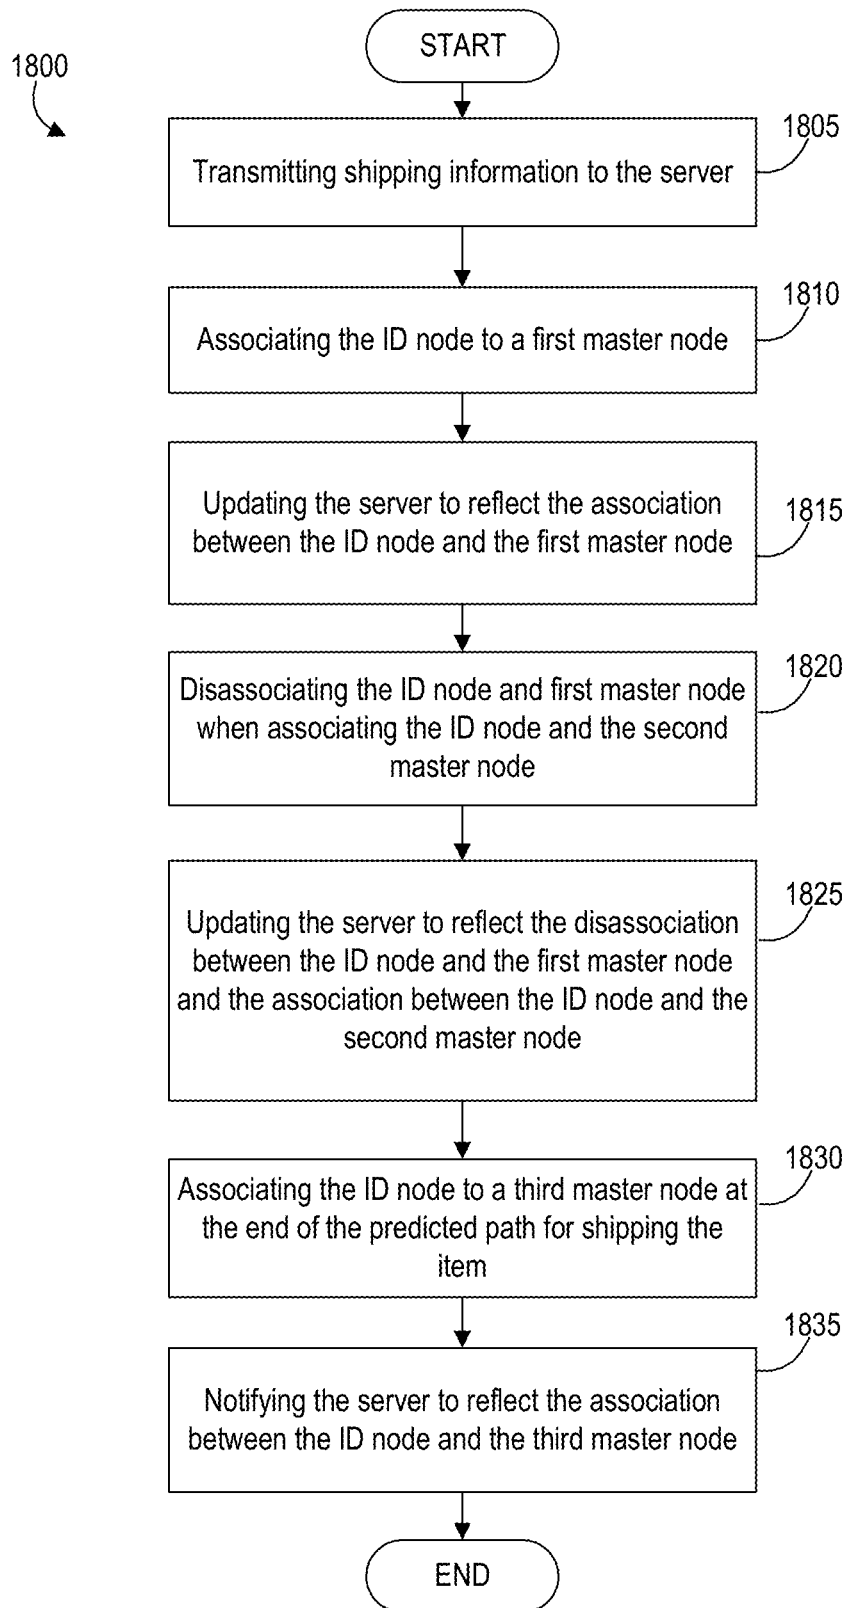 START
1800
1805
Transmitting shipping information to the server
1810
Associating the ID node to a first master node
Updating the server to reflect the association
between the ID node and the first master node
1815
1820
Disassociating the ID node and first master node
when associating the ID node and the second
master node
1825
Updating the server to reflect the disassociation
between the ID node and the first master node
and the association between the ID node and the
second master node
1830
Associating the ID node to a third master node at
the end of the predicted path for shipping the
item
1835
Notifying the server to reflect the association
between the ID node and the third master node
END